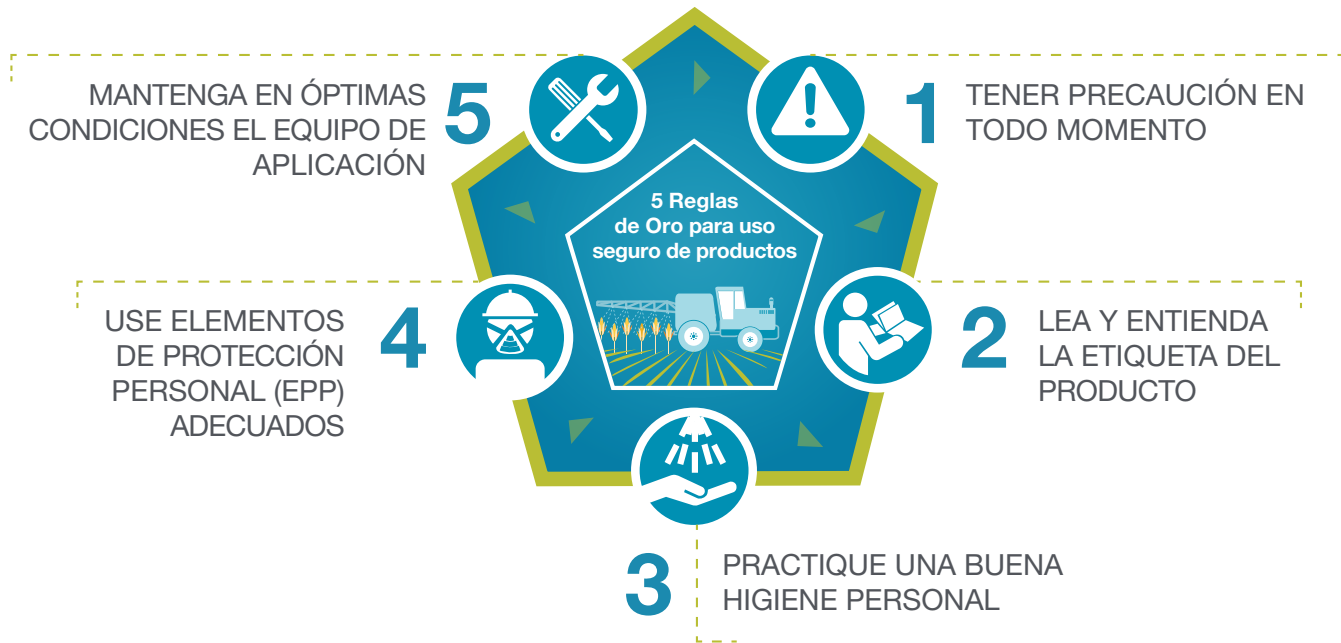 5 Reglas
de Oro para uso
seguro de productos
1
TENER PRECAUCIÓN EN
TODO MOMENTO
2
LEA Y ENTIENDA
LA ETIQUETA DEL
PRODUCTO
3
PRACTIQUE UNA BUENA
HIGIENE PERSONAL
4
USE ELEMENTOS
DE PROTECCIÓN
PERSONAL (EPP)
ADECUADOS
5
MANTENGA EN ÓPTIMAS
CONDICIONES EL EQUIPO DE
APLICACIÓN